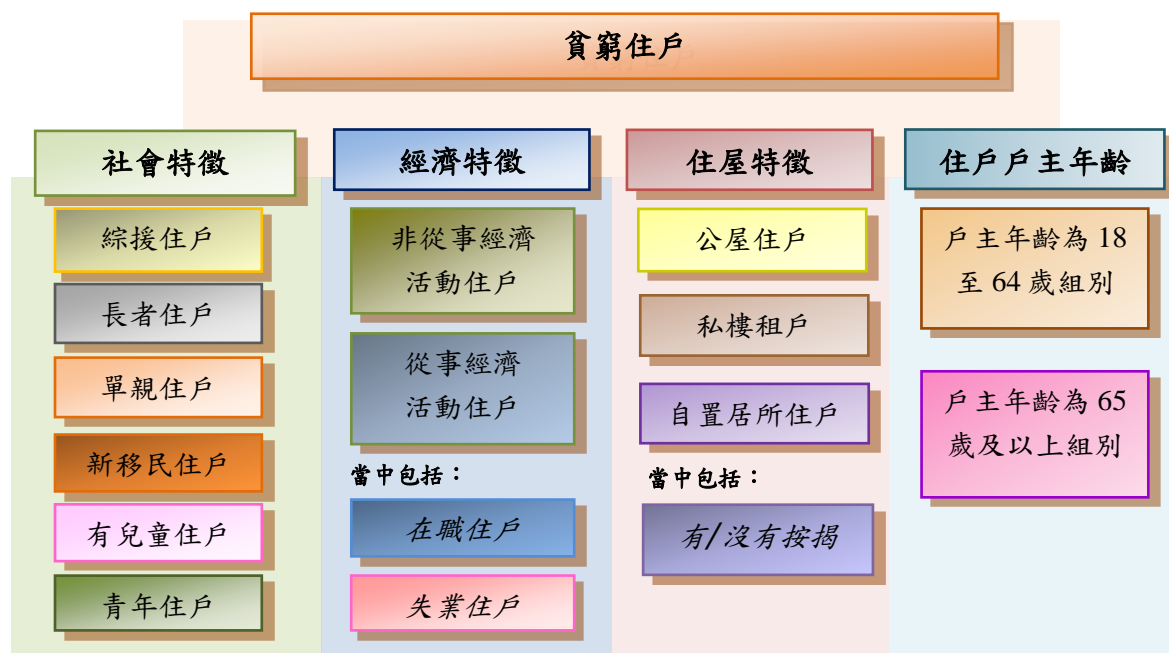 貧窮住戶
社會特徵
綜援住戶
長者住戶
單親住戶
新移民住戶
有兒童住戶
青年住戶
經濟特徵
非從事經濟
活動住戶
從事經濟
活動住戶
當中包括：
在職住戶
失業住戶
住屋特徵
公屋住戶
私樓租戶
自置居所住戶
當中包括：
有/沒有按揭
住戶戶主年齡
戶主年齡為 18
至 64 歲組別
戶主年齡為 65
歲及以上組別